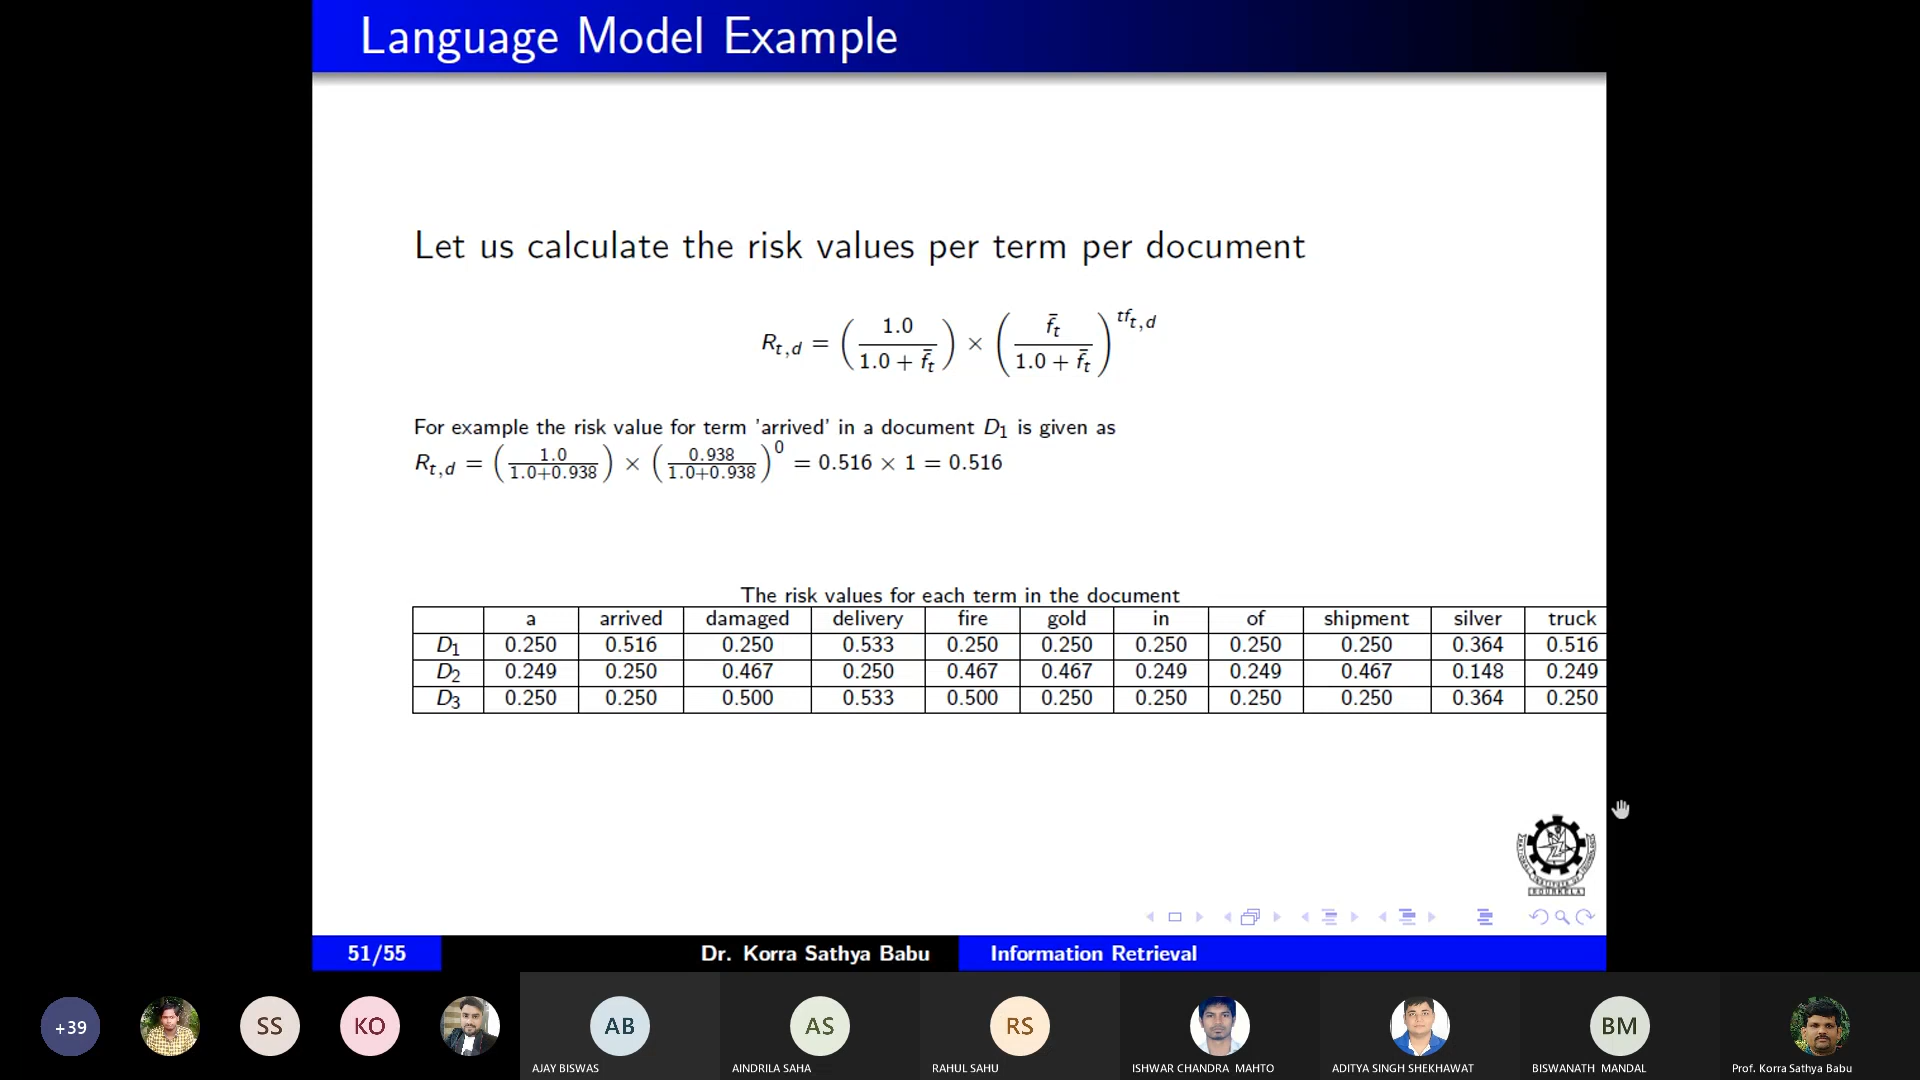 Language Model Example
Let us calculate the risk values per term per document
R_{t,d} = (1.0 / (1.0 + f̄_t)) × (f̄_t / (1.0 + f̄_t))^{tf_{t,d}}
For example the risk value for term 'arrived' in a document D₁ is given as
R_{t,d} = (1.0 / (1.0+0.938)) × (0.938 / (1.0+0.938))^0 = 0.516 × 1 = 0.516
The risk values for each term in the document
a arrived damaged delivery fire gold in of shipment silver truck
D₁ 0.250 0.516 0.250 0.533 0.250 0.250 0.250 0.250 0.250 0.364 0.516
D₂ 0.249 0.250 0.467 0.250 0.467 0.467 0.249 0.249 0.467 0.148 0.249
D₃ 0.250 0.250 0.500 0.533 0.500 0.250 0.250 0.250 0.250 0.364 0.250
51/55 Dr. Korra Sathya Babu Information Retrieval
+39 SS KO AB AS RS BM
AJAY BISWAS AINDRILA SAHA RAHUL SAHU ISHWAR CHANDRA MAHTO ADITYA SINGH SHEKHAWAT BISWANATH MANDAL Prof. Korra Sathya Babu